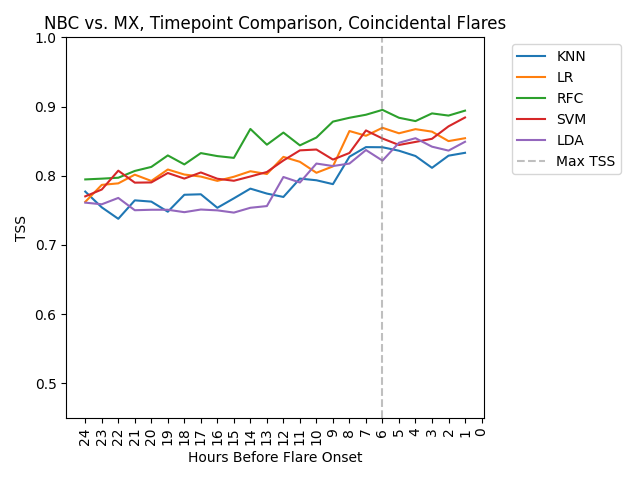 NBC vs. MX, Timepoint Comparison, Coincidental Flares
1.0
0.9
0.8
0.7
0.6
0.5
TSS
24 23 22 21 20 19 18 17 16 15 14 13 12 11 10 9 8 7 6 5 4 3 2 1 0
Hours Before Flare Onset
KNN
LR
RFC
SVM
LDA
Max TSS